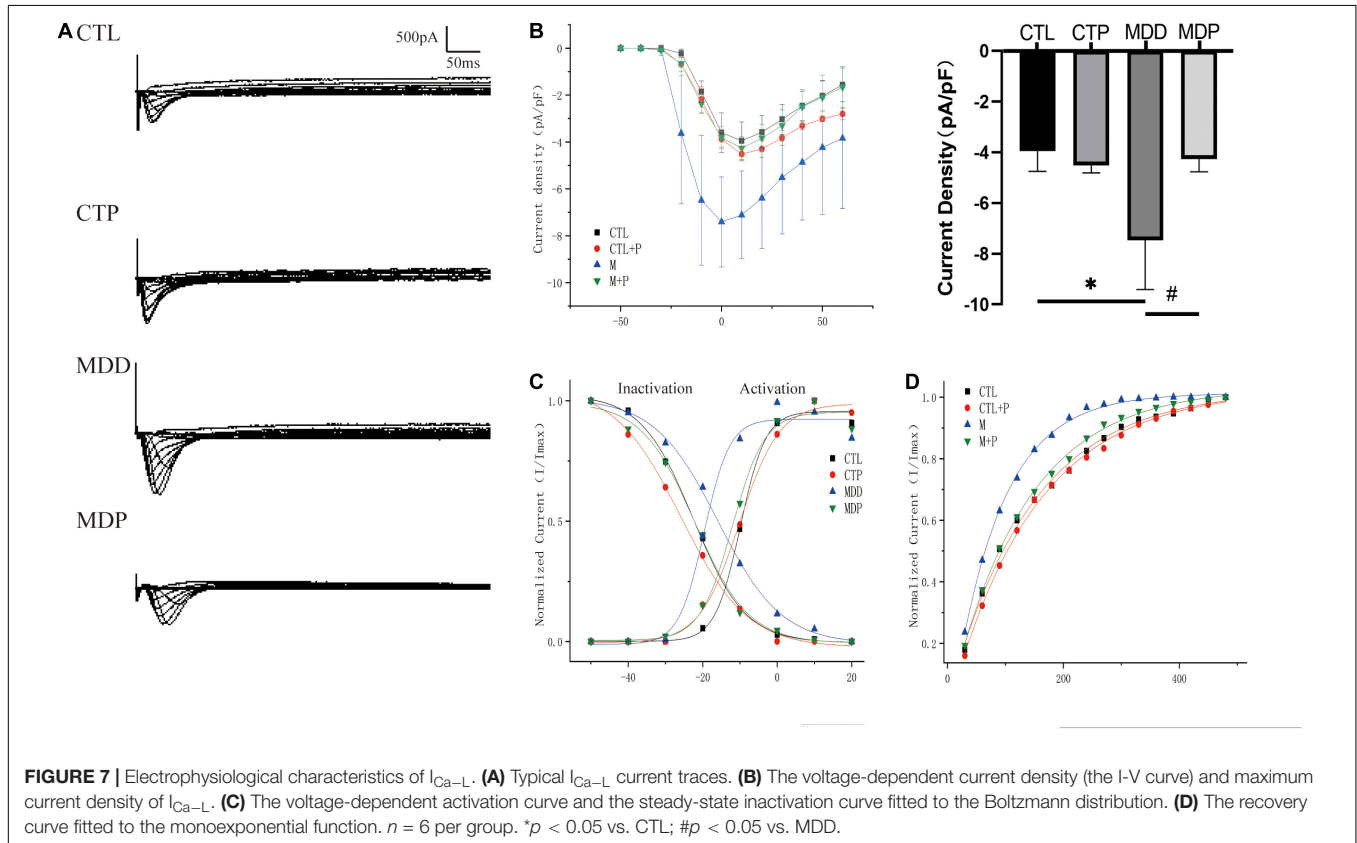 A CTL
500pA
50ms
CTP
MDD
MDP
B
Current density (pA/pF)
0
-2
-4
-6
-8
-10
-50
0
50
CTL
CTL+P
M
M+P
CTL CTP MDD MDP
Current Density(pA/pF)
0
-2
-4
-6
-8
-10
*
#
C
Inactivation Activation
Normalized Current (I/Imax)
1.0
0.5
0.0
-40
-20
0
20
CTL
CTP
MDD
MDP
D
Normalized Current (I/Imax)
1.0
0.8
0.6
0.4
0.2
0
200
400
CTL
CTL+P
M
M+P
FIGURE 7 | Electrophysiological characteristics of ICa–L. (A) Typical ICa–L current traces. (B) The voltage-dependent current density (the I-V curve) and maximum
current density of ICa–L. (C) The voltage-dependent activation curve and the steady-state inactivation curve fitted to the Boltzmann distribution. (D) The recovery
curve fitted to the monoexponential function. n = 6 per group. *p < 0.05 vs. CTL; #p < 0.05 vs. MDD.